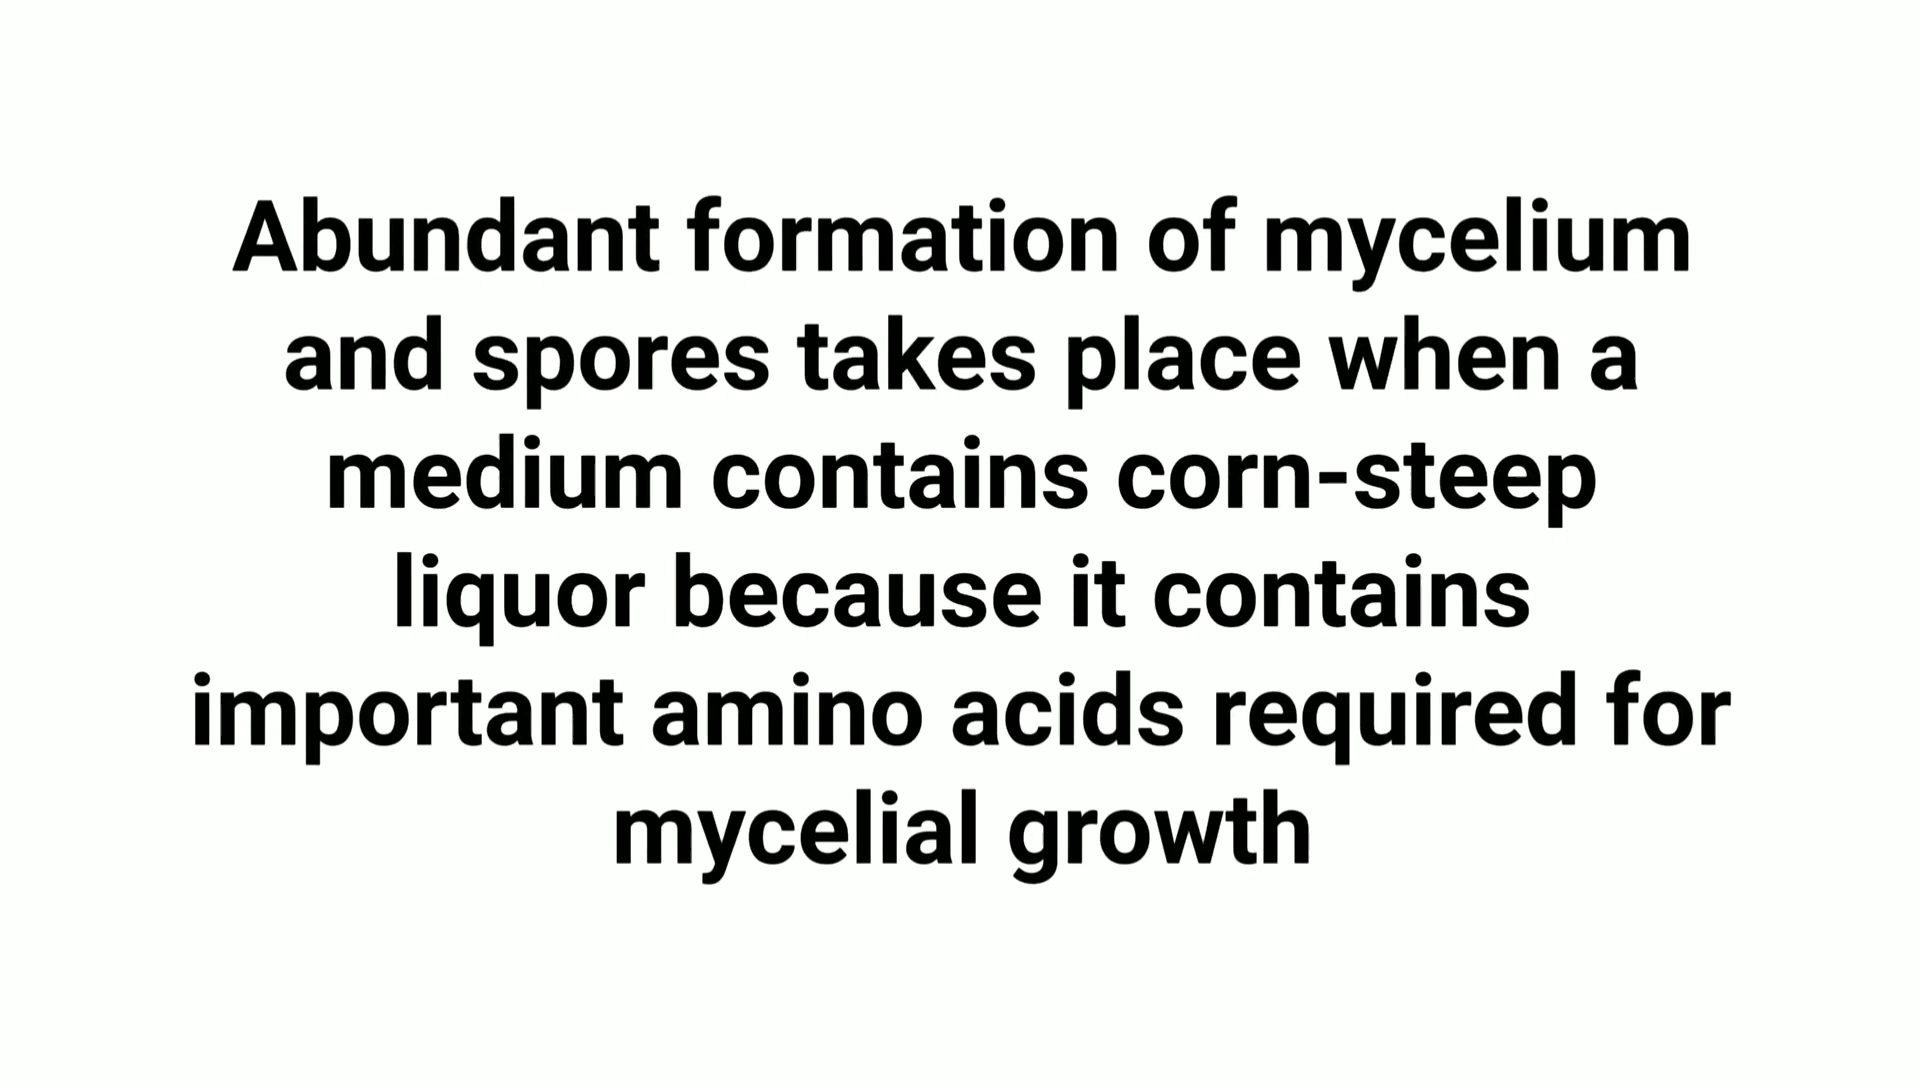 Abundant formation of mycelium
and spores takes place when a
medium contains corn-steep
liquor because it contains
important amino acids required for
mycelial growth